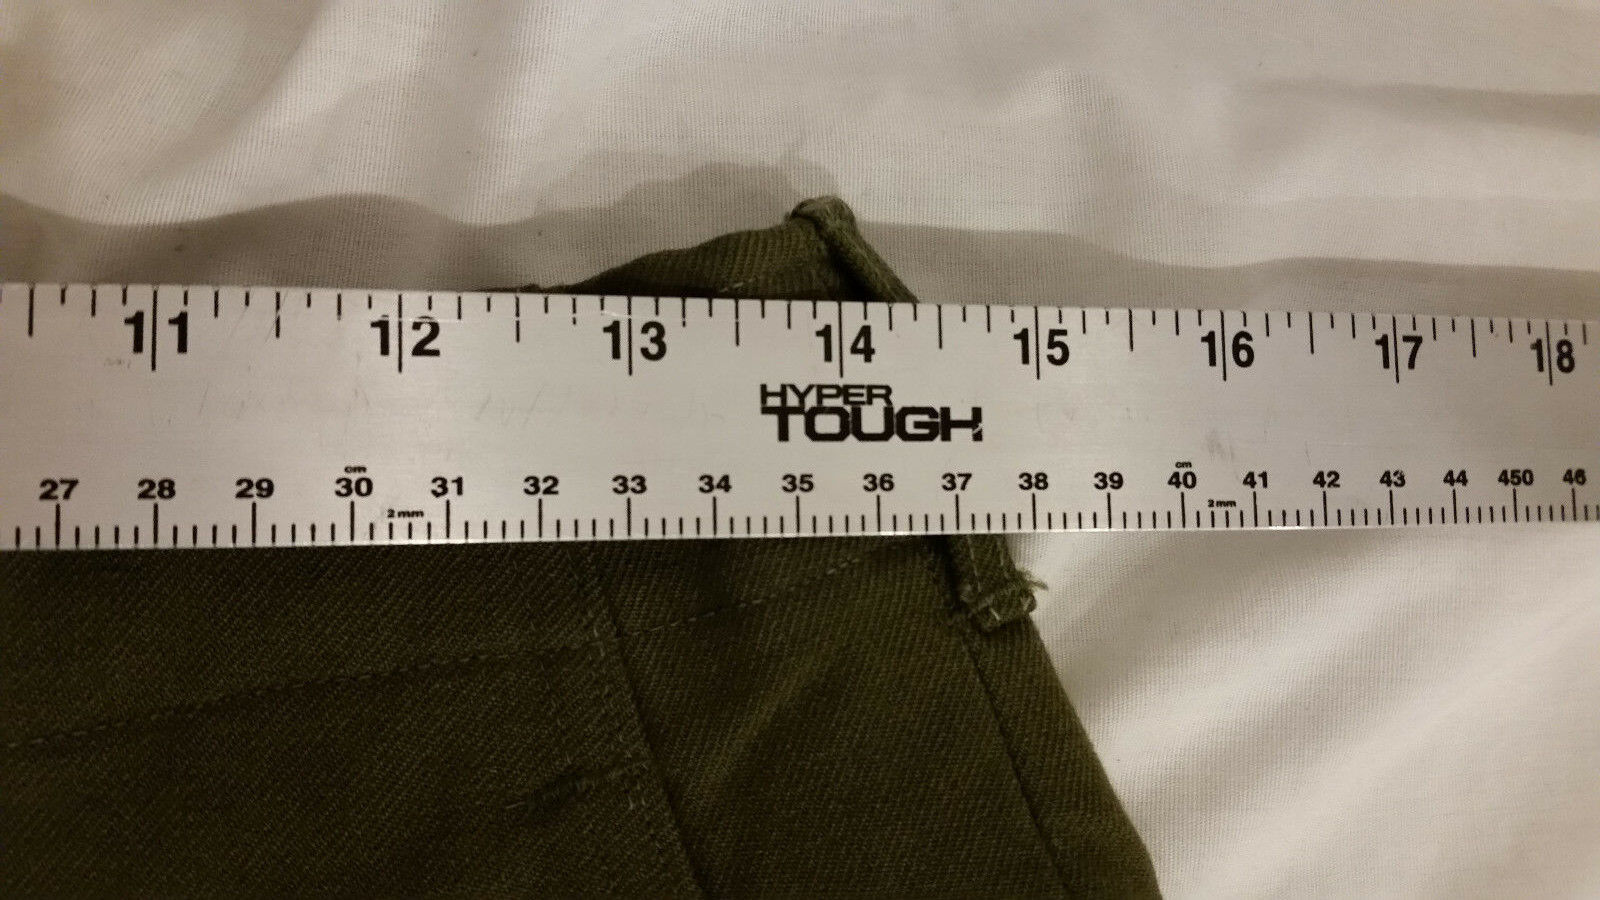 11 12 13 14 15 16 17 18
HYPER
TOUGH
cm cm
27 28 29 30 31 32 33 34 35 36 37 38 39 40 41 42 43 44 450 46
2mm 2mm